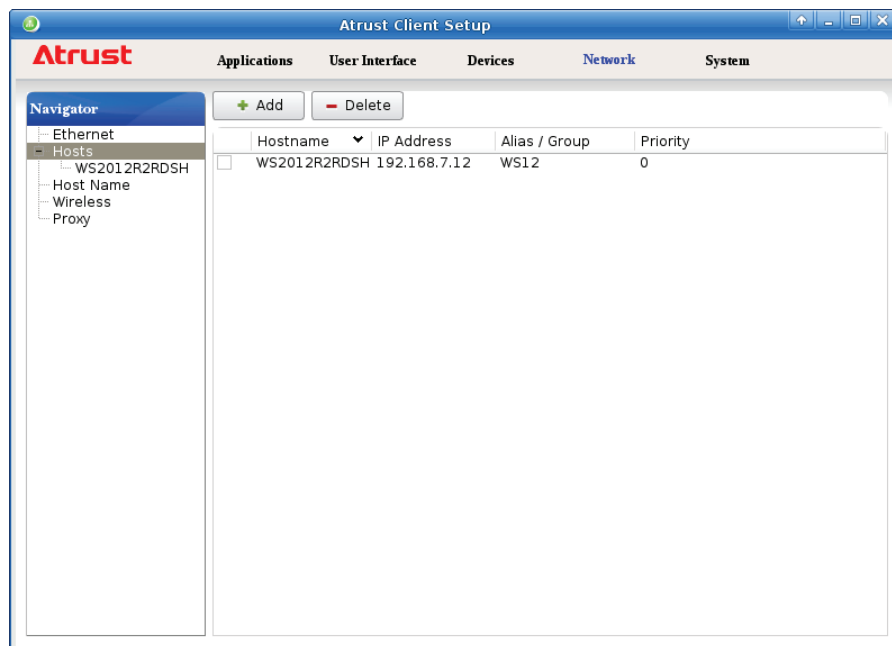 Atrust Client Setup
Atrust
Applications User Interface Devices Network System
Navigator
Ethernet
Hosts
WS2012R2RDSH
Host Name
Wireless
Proxy
Add Delete
Hostname IP Address Alias / Group Priority
WS2012R2RDSH 192.168.7.12 WS12 0